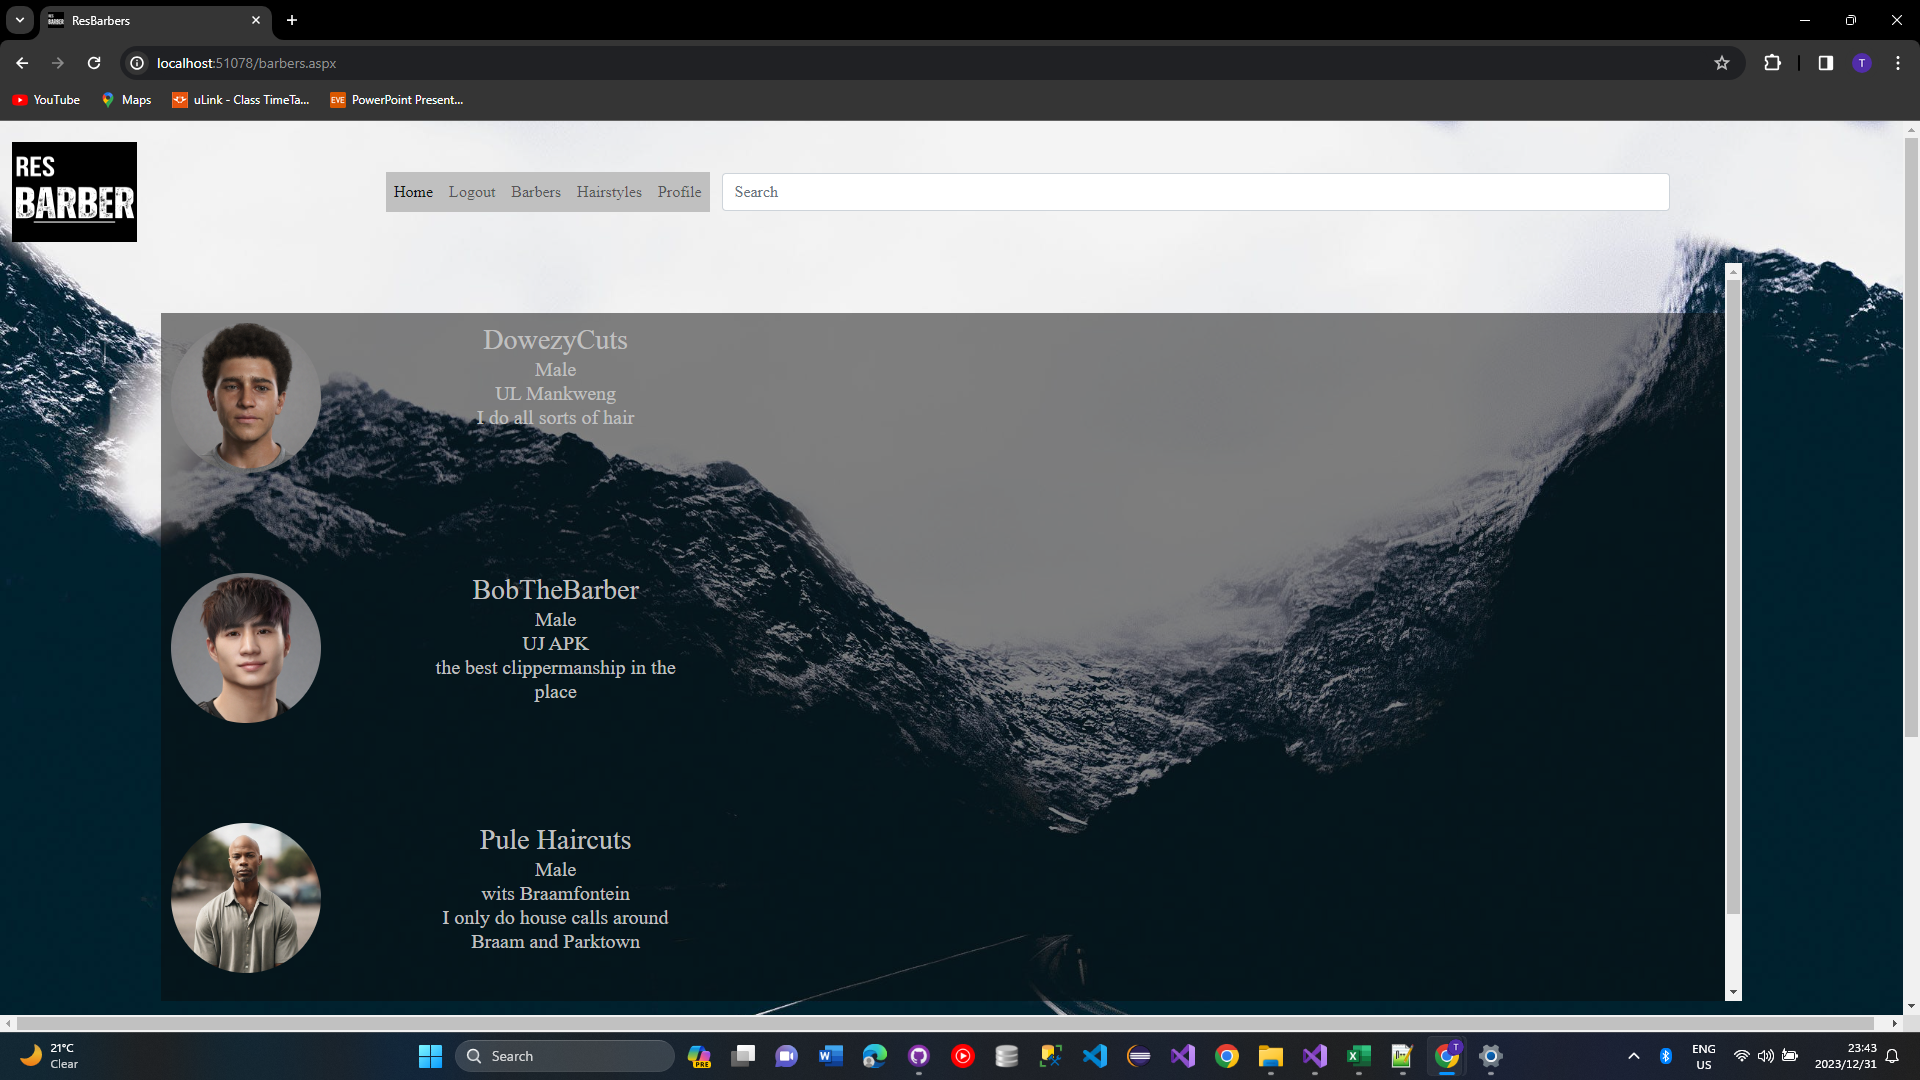 ResBarbers
localhost:51078/barbers.aspx
T
YouTube
Maps
uLink - Class TimeTa...
EVE
PowerPoint Present...
RES
BARBER
Home
Logout
Barbers
Hairstyles
Profile
Search
DowezyCuts
Male
UL Mankweng
I do all sorts of hair
BobTheBarber
Male
UJ APK
the best clippermanship in the
place
Pule Haircuts
Male
wits Braamfontein
I only do house calls around
Braam and Parktown
21°C
Clear
Search
PRE
T
ENG
US
23:43
2023/12/31